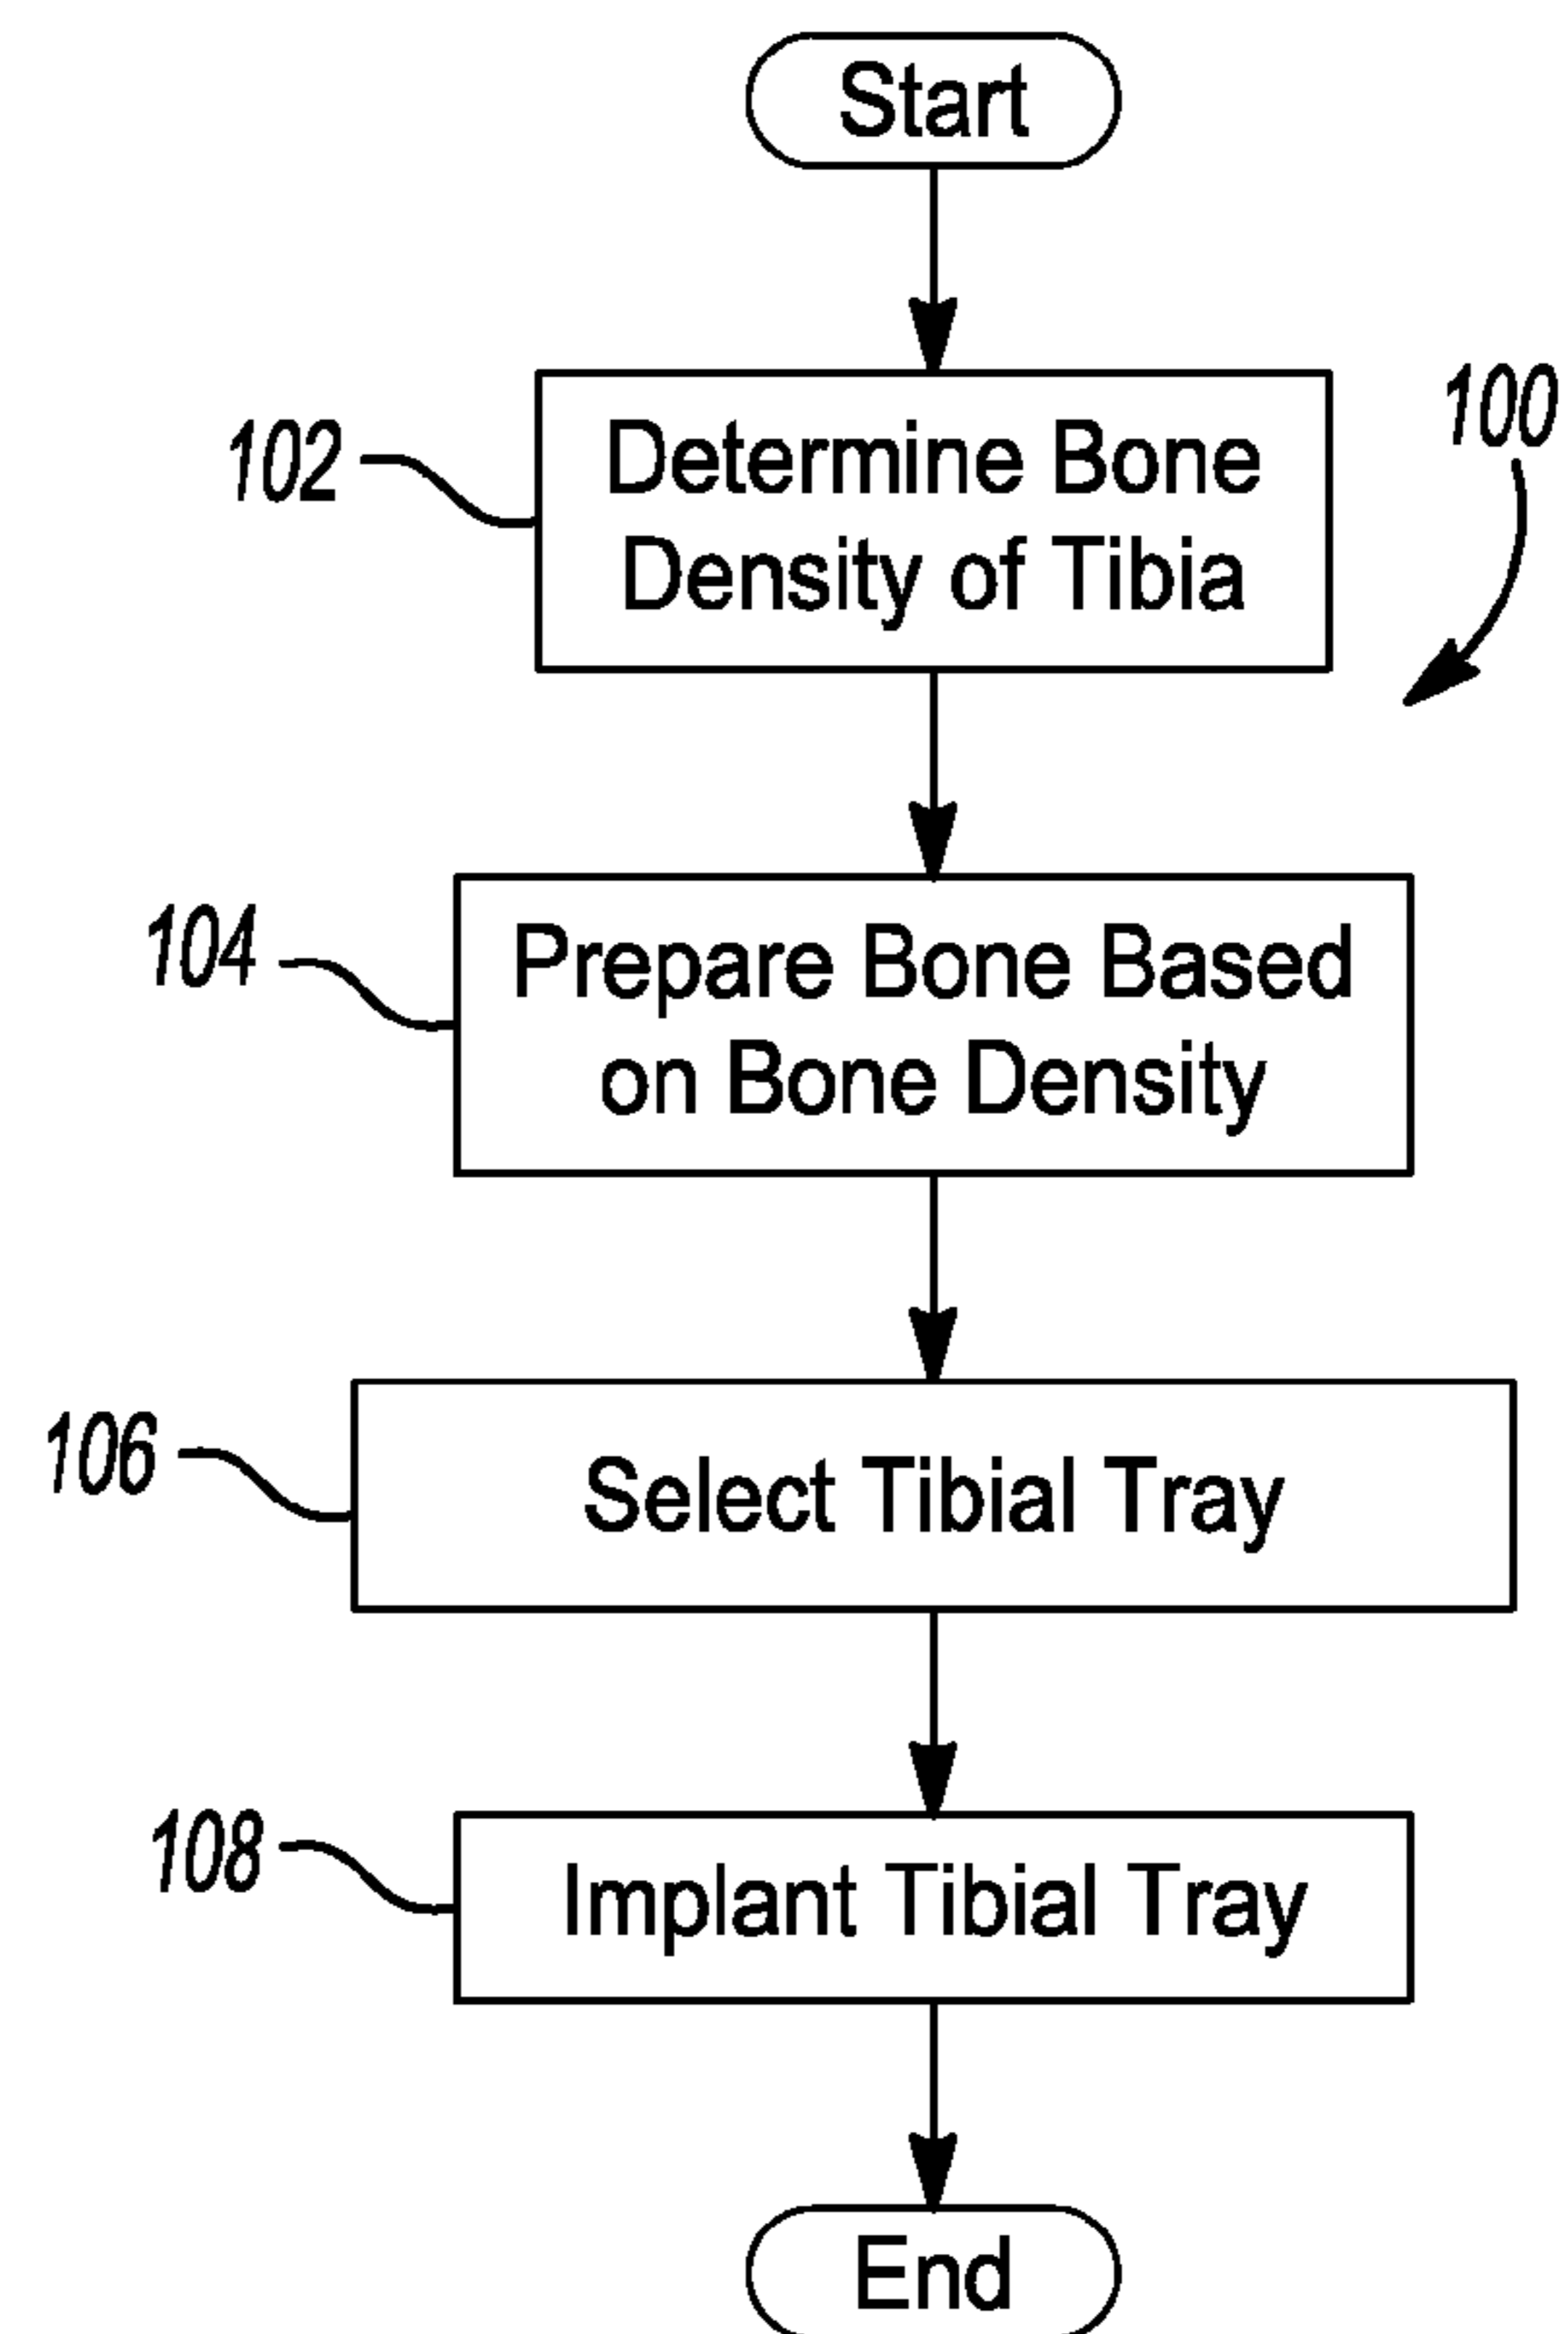 Start
100
102
Determine Bone
Density of Tibia
104
Prepare Bone Based
on Bone Density
106
Select Tibial Tray
108
Implant Tibial Tray
End